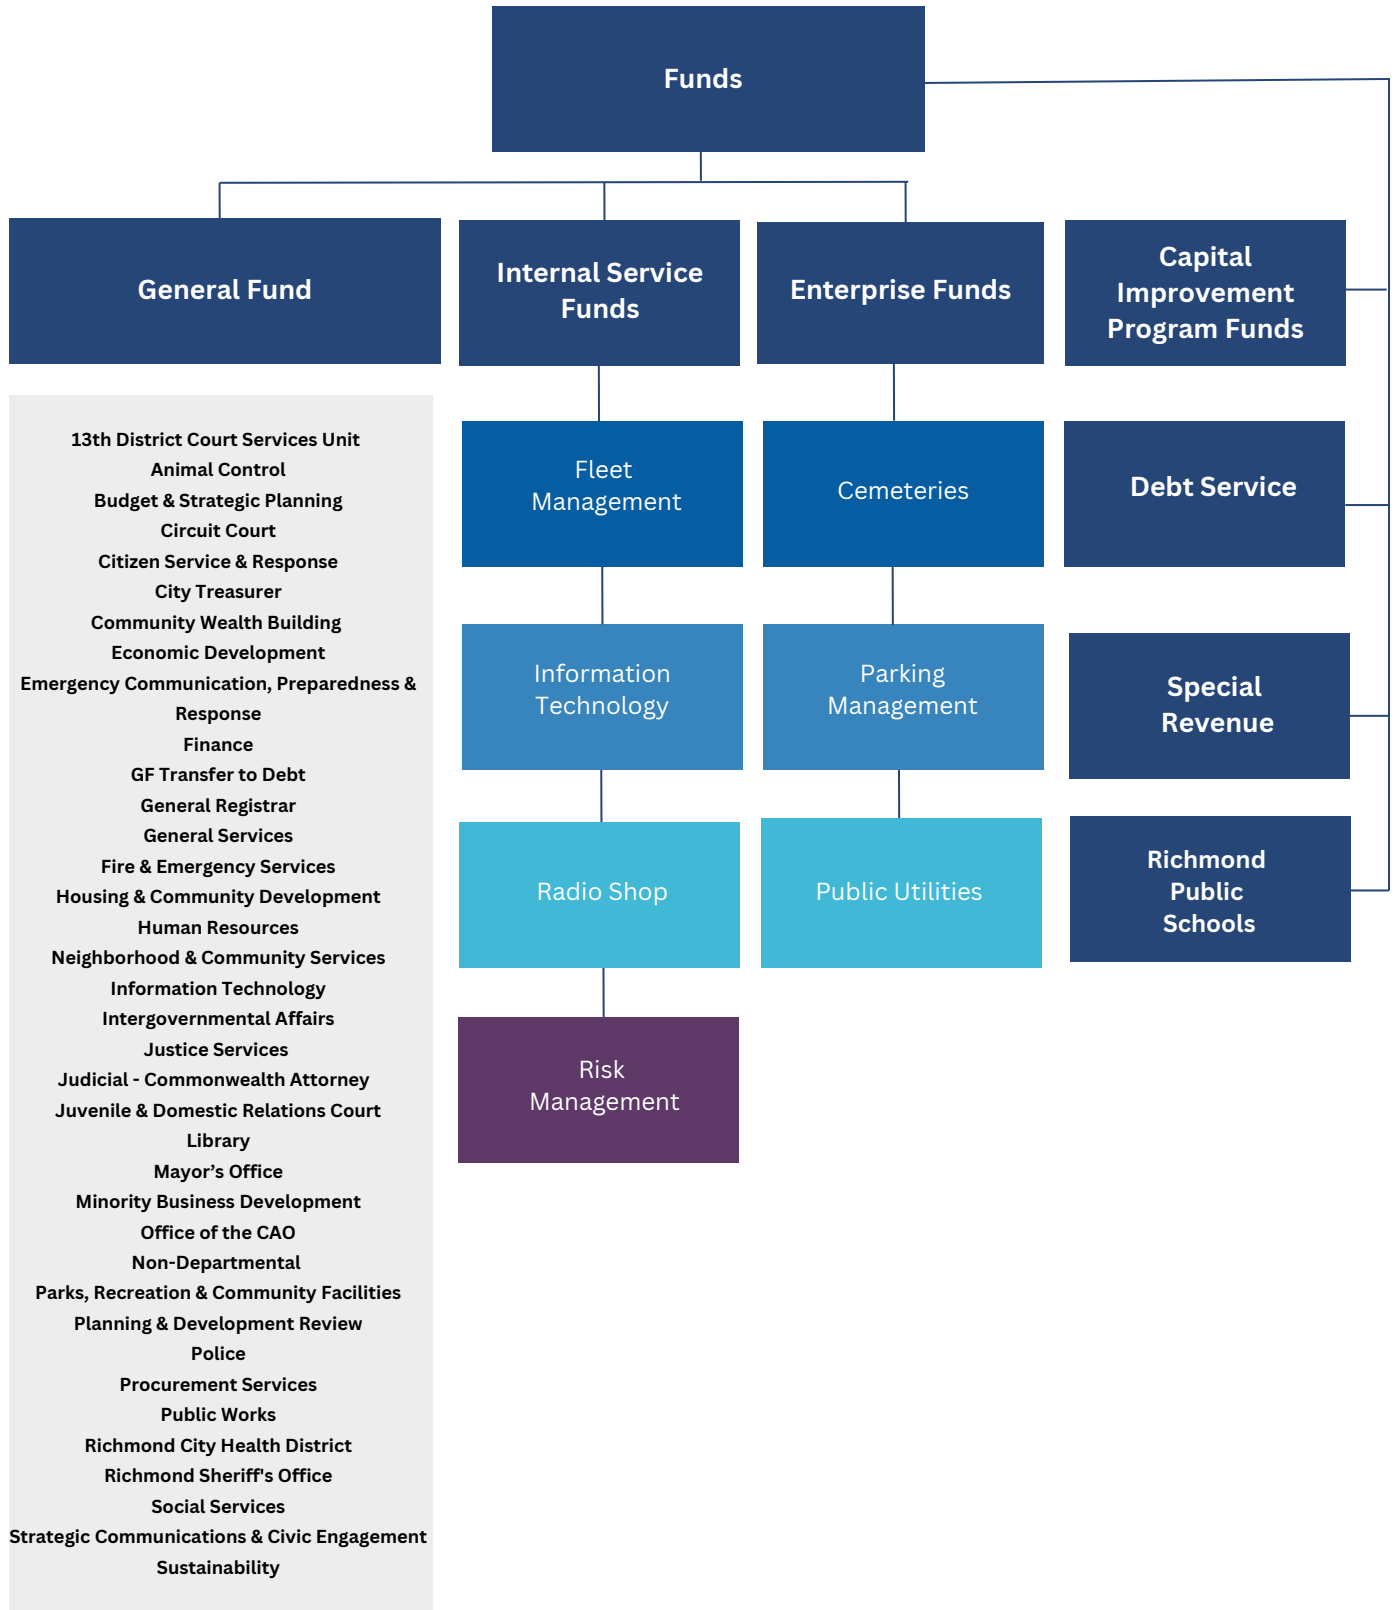 Funds
General Fund
Internal Service
Funds
Enterprise Funds
Capital
Improvement
Program Funds
13th District Court Services Unit
Animal Control
Budget & Strategic Planning
Circuit Court
Citizen Service & Response
City Treasurer
Community Wealth Building
Economic Development
Emergency Communication, Preparedness &
Response
Finance
GF Transfer to Debt
General Registrar
General Services
Fire & Emergency Services
Housing & Community Development
Human Resources
Neighborhood & Community Services
Information Technology
Intergovernmental Affairs
Justice Services
Judicial - Commonwealth Attorney
Juvenile & Domestic Relations Court
Library
Mayor’s Office
Minority Business Development
Office of the CAO
Non-Departmental
Parks, Recreation & Community Facilities
Planning & Development Review
Police
Procurement Services
Public Works
Richmond City Health District
Richmond Sheriff's Office
Social Services
Strategic Communications & Civic Engagement
Sustainability
Fleet
Management
Information
Technology
Radio Shop
Risk
Management
Cemeteries
Parking
Management
Public Utilities
Debt Service
Special
Revenue
Richmond
Public
Schools